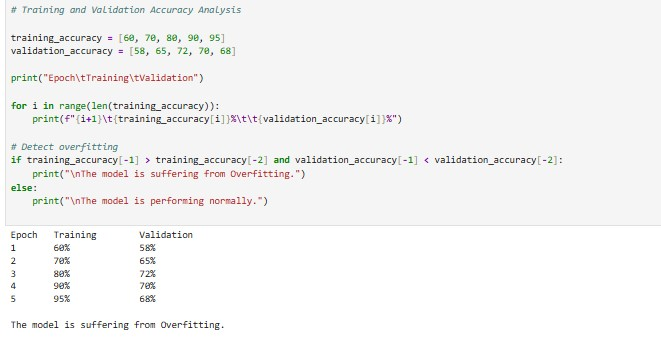 # Training and Validation Accuracy Analysis
training_accuracy = [60, 70, 80, 90, 95]
validation_accuracy = [58, 65, 72, 70, 68]
print("Epoch\tTraining\tValidation")
for i in range(len(training_accuracy)):
    print(f"{i+1}\t{training_accuracy[i]}%\t\t{validation_accuracy[i]}%")
# Detect overfitting
if training_accuracy[-1] > training_accuracy[-2] and validation_accuracy[-1] < validation_accuracy[-2]:
    print("\nThe model is suffering from Overfitting.")
else:
    print("\nThe model is performing normally.")
Epoch Training Validation
1 60% 58%
2 70% 65%
3 80% 72%
4 90% 70%
5 95% 68%
The model is suffering from Overfitting.